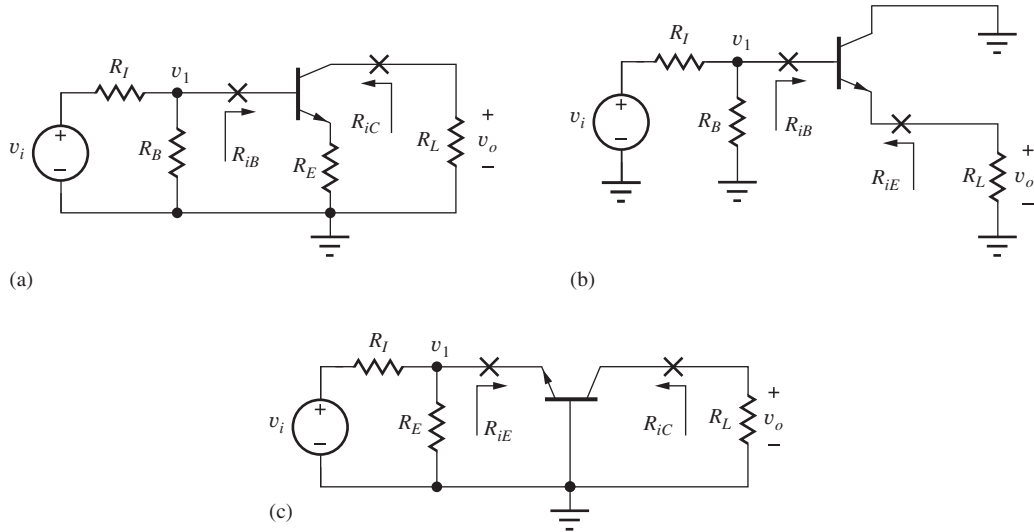 R_I
v_1
v_i
+
−
R_B
R_iB
R_iC
R_E
R_L
+
v_o
−
(a)
R_I
v_1
v_i
+
−
R_B
R_iB
R_iE
R_L
+
v_o
−
(b)
R_I
v_1
v_i
+
−
R_E
R_iE
R_iC
R_L
+
v_o
−
(c)